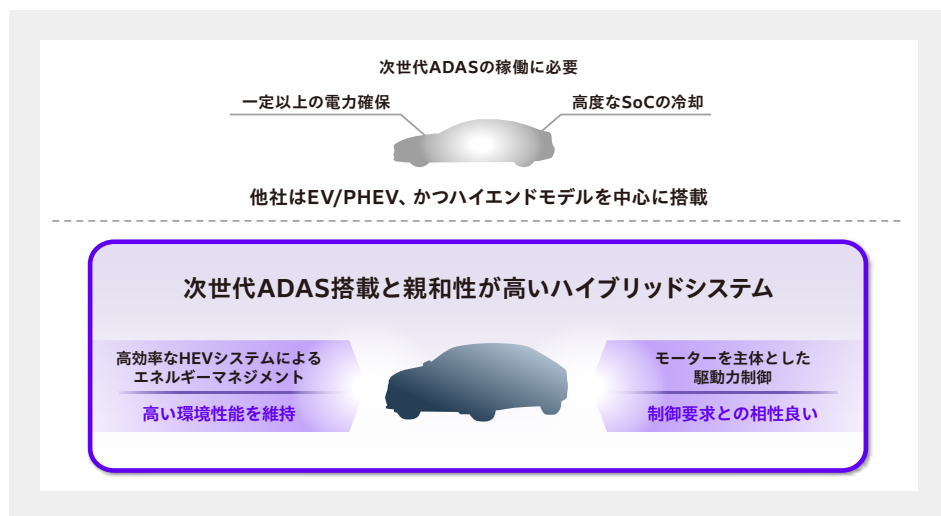 次世代ADASの稼働に必要
一定以上の電力確保
高度なSoCの冷却
他社はEV/PHEV、かつハイエンドモデルを中心に搭載
次世代ADAS搭載と親和性が高いハイブリッドシステム
高効率なHEVシステムによる
エネルギーマネジメント
高い環境性能を維持
モーターを主体とした
駆動力制御
制御要求との相性良い